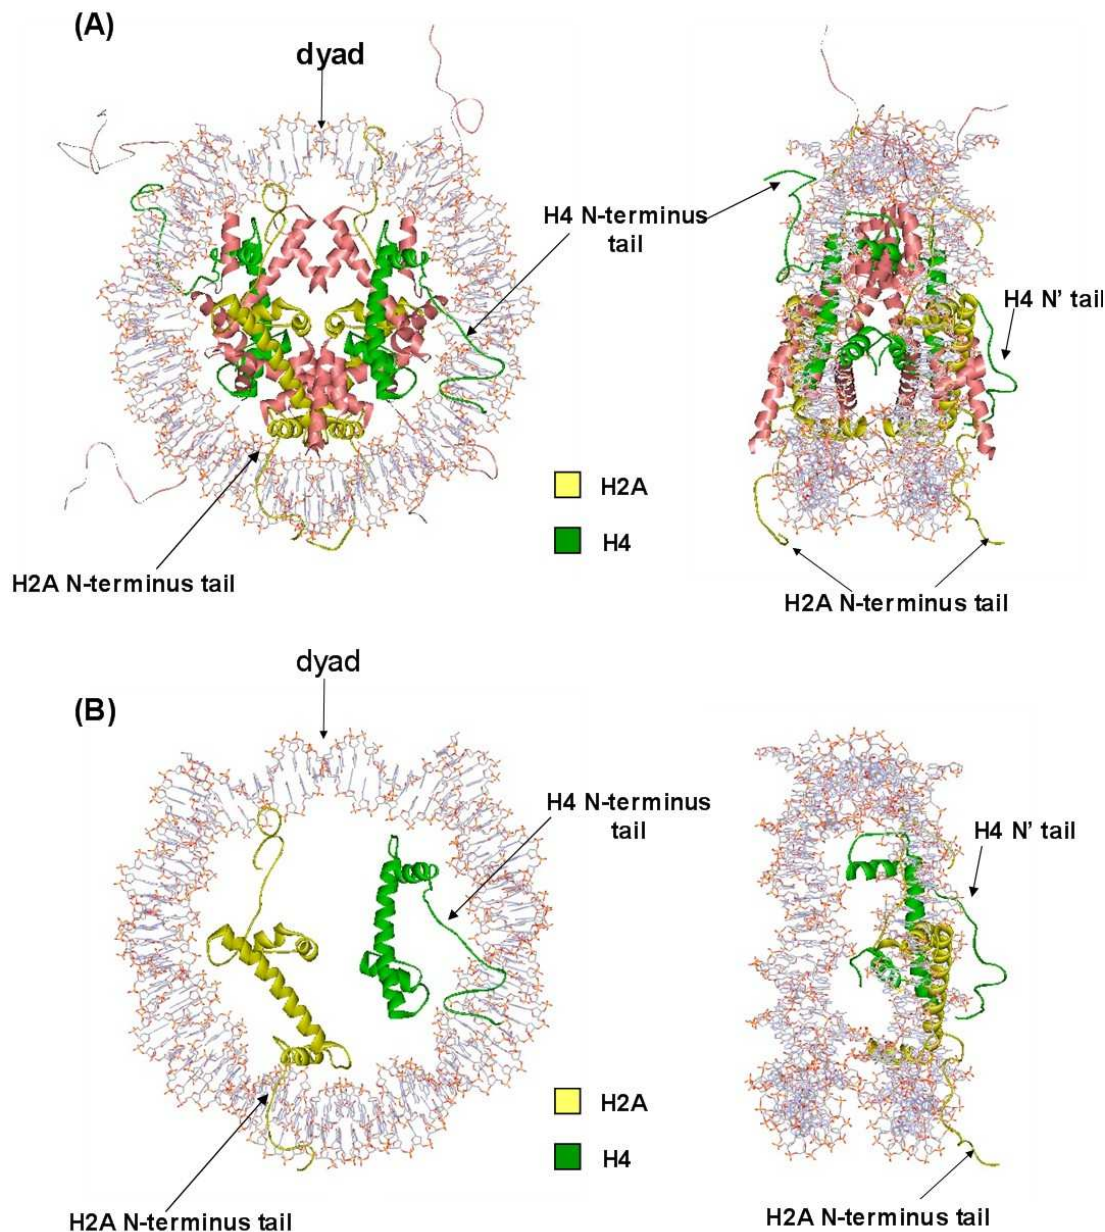 (A)
dyad
H4 N-terminus
tail
H4 N' tail
H2A
H4
H2A N-terminus tail
H2A N-terminus tail
dyad
(B)
H4 N-terminus
tail
H4 N' tail
H2A
H4
H2A N-terminus tail
H2A N-terminus tail